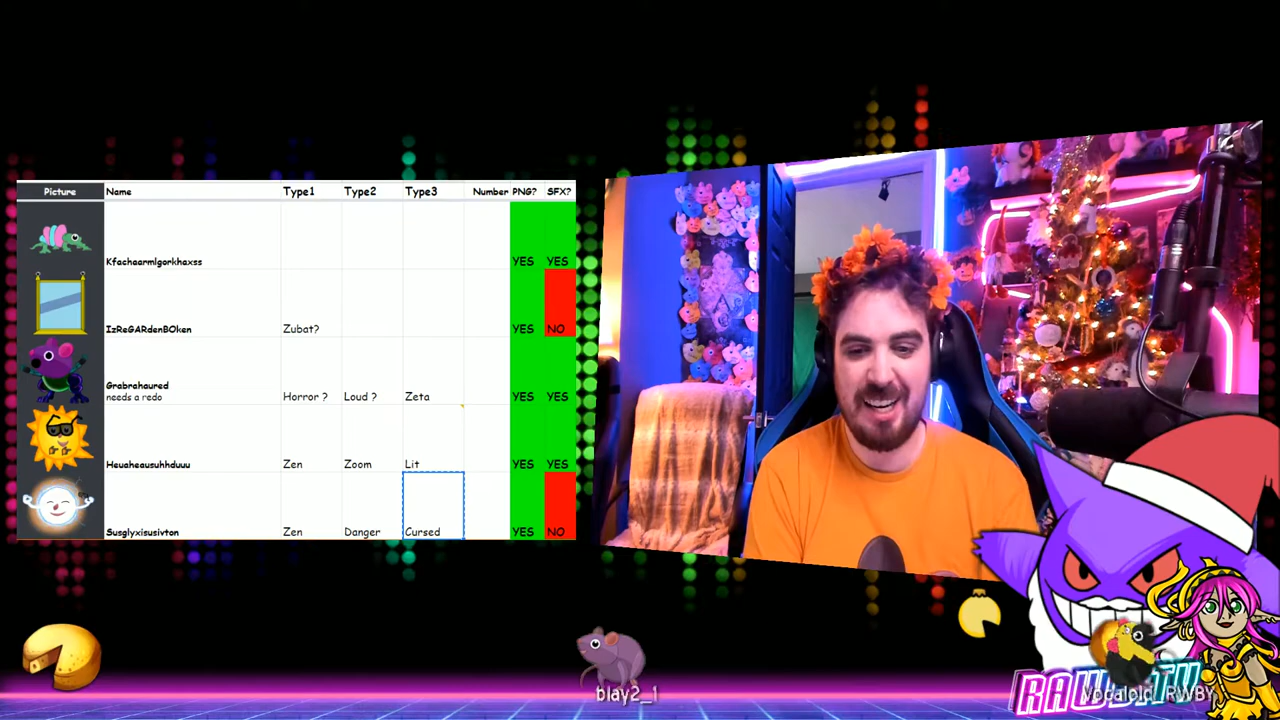 Picture Name Type1 Type2 Type3 Number PNG? SFX?
Kfachaarmlgorkhaxss YES YES
IzReGARdenBOken Zubat? YES NO
Grabrahaured
needs a redo Horror ? Loud ? Zeta YES YES
Heuaheausuhhduuu Zen Zoom Lit YES YES
Susglyxisusivton Zen Danger Cursed YES NO
blay2_1
Vocaloid_RWBY